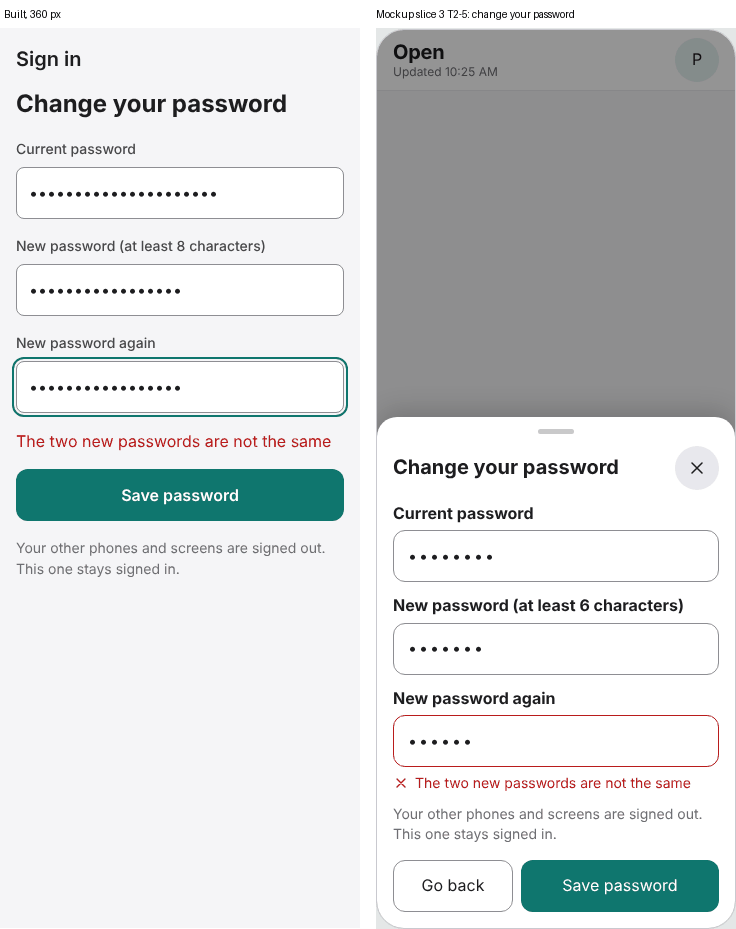 Built, 360 px
Sign in
Change your password
Current password
New password (at least 8 characters)
New password again
The two new passwords are not the same
Save password
Your other phones and screens are signed out.
This one stays signed in.
Mockup slice 3 T2-5: change your password
Open
Updated 10:25 AM
P
Change your password
Current password
New password (at least 6 characters)
New password again
The two new passwords are not the same
Your other phones and screens are signed out.
This one stays signed in.
Go back
Save password